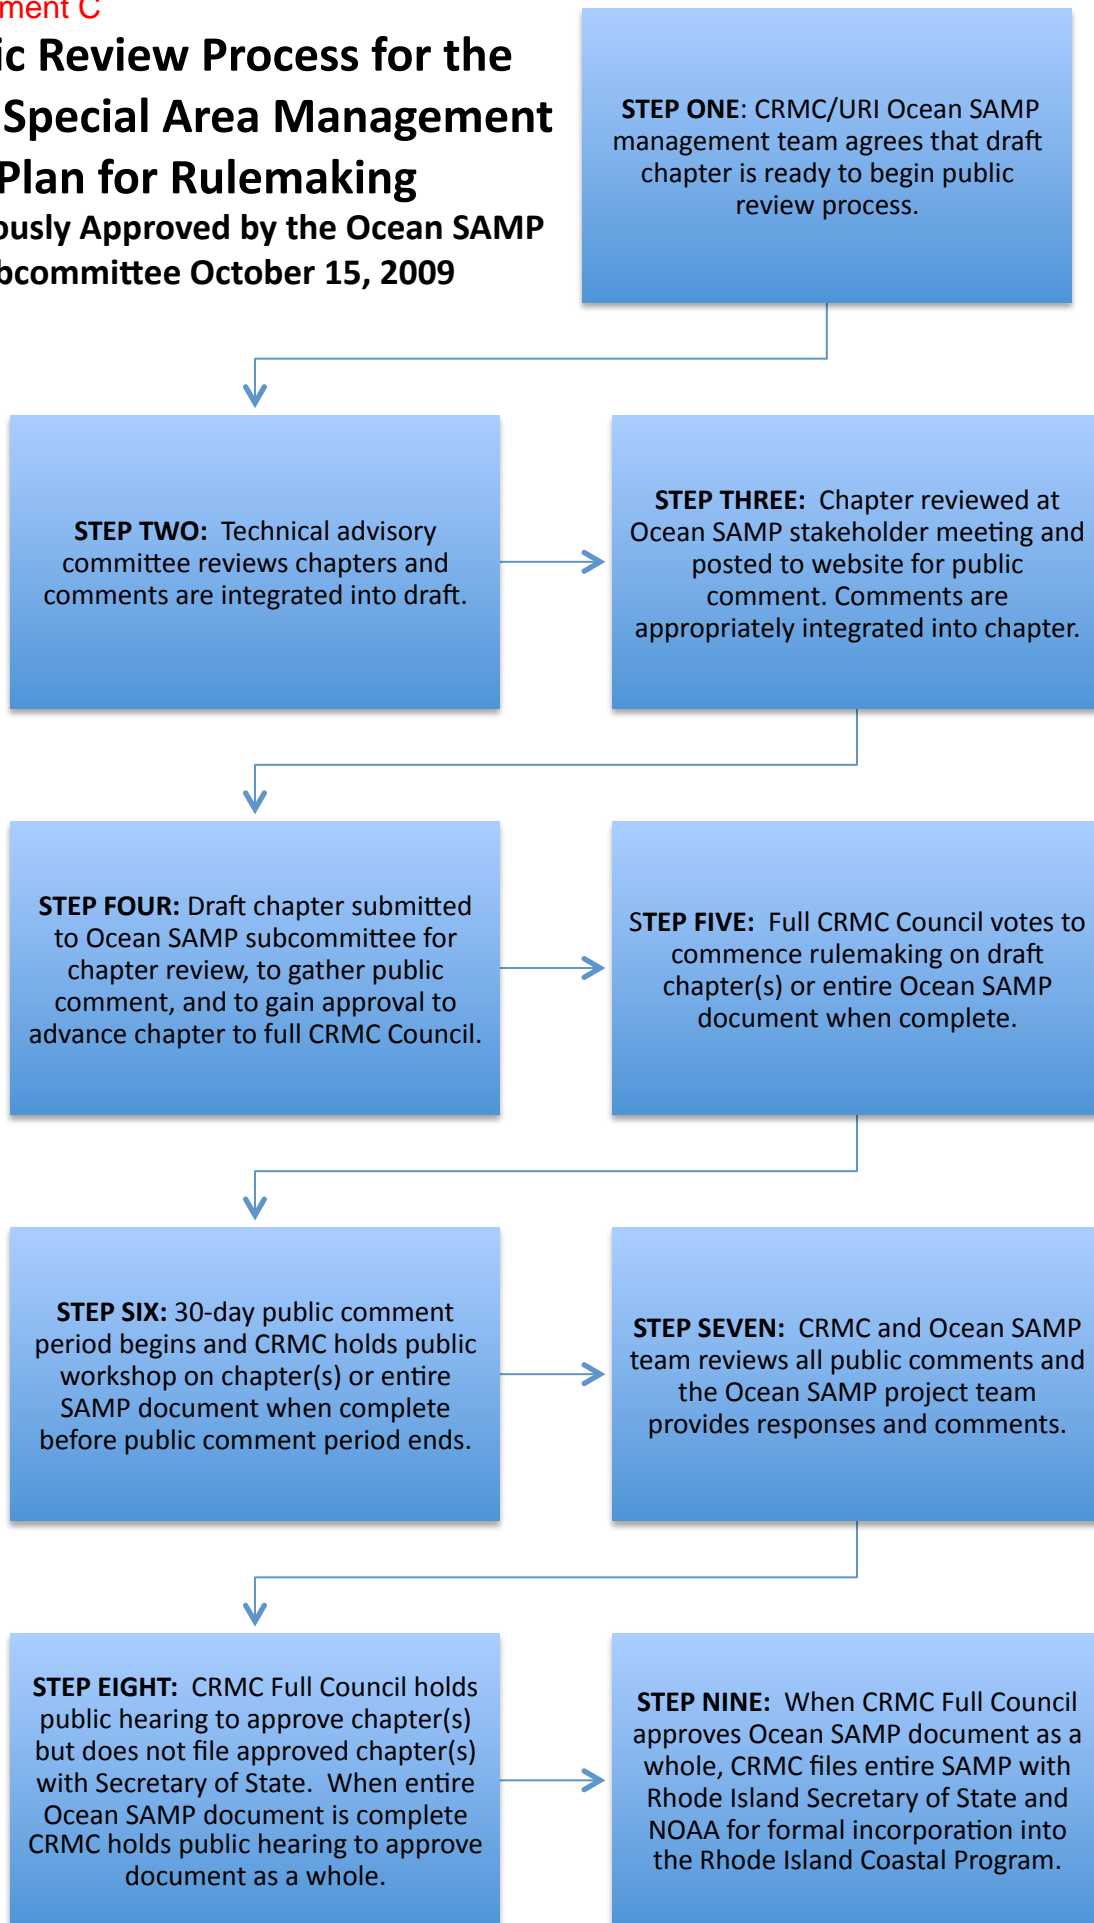 ment C
ic Review Process for the
Special Area Management
Plan for Rulemaking
ously Approved by the Ocean SAMP
bcommittee October 15, 2009
STEP ONE: CRMC/URI Ocean SAMP
management team agrees that draft
chapter is ready to begin public
review process.
STEP TWO: Technical advisory
committee reviews chapters and
comments are integrated into draft.
STEP THREE: Chapter reviewed at
Ocean SAMP stakeholder meeting and
posted to website for public
comment. Comments are
appropriately integrated into chapter.
STEP FOUR: Draft chapter submitted
to Ocean SAMP subcommittee for
chapter review, to gather public
comment, and to gain approval to
advance chapter to full CRMC Council.
STEP FIVE: Full CRMC Council votes to
commence rulemaking on draft
chapter(s) or entire Ocean SAMP
document when complete.
STEP SIX: 30-day public comment
period begins and CRMC holds public
workshop on chapter(s) or entire
SAMP document when complete
before public comment period ends.
STEP SEVEN: CRMC and Ocean SAMP
team reviews all public comments and
the Ocean SAMP project team
provides responses and comments.
STEP EIGHT: CRMC Full Council holds
public hearing to approve chapter(s)
but does not file approved chapter(s)
with Secretary of State. When entire
Ocean SAMP document is complete
CRMC holds public hearing to approve
document as a whole.
STEP NINE: When CRMC Full Council
approves Ocean SAMP document as a
whole, CRMC files entire SAMP with
Rhode Island Secretary of State and
NOAA for formal incorporation into
the Rhode Island Coastal Program.